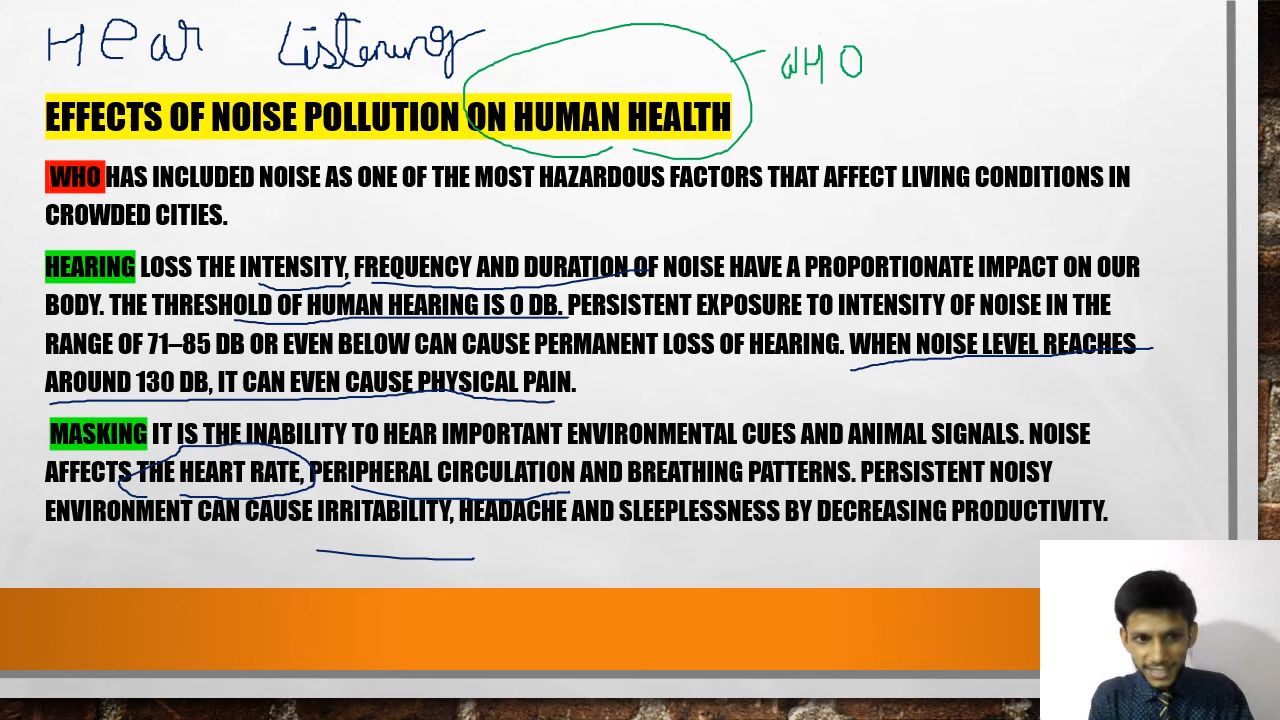 Hear Listening
WHO
EFFECTS OF NOISE POLLUTION ON HUMAN HEALTH
WHO HAS INCLUDED NOISE AS ONE OF THE MOST HAZARDOUS FACTORS THAT AFFECT LIVING CONDITIONS IN
CROWDED CITIES.
HEARING LOSS THE INTENSITY, FREQUENCY AND DURATION OF NOISE HAVE A PROPORTIONATE IMPACT ON OUR
BODY. THE THRESHOLD OF HUMAN HEARING IS 0 DB. PERSISTENT EXPOSURE TO INTENSITY OF NOISE IN THE
RANGE OF 71–85 DB OR EVEN BELOW CAN CAUSE PERMANENT LOSS OF HEARING. WHEN NOISE LEVEL REACHES
AROUND 130 DB, IT CAN EVEN CAUSE PHYSICAL PAIN.
MASKING IT IS THE INABILITY TO HEAR IMPORTANT ENVIRONMENTAL CUES AND ANIMAL SIGNALS. NOISE
AFFECTS THE HEART RATE, PERIPHERAL CIRCULATION AND BREATHING PATTERNS. PERSISTENT NOISY
ENVIRONMENT CAN CAUSE IRRITABILITY, HEADACHE AND SLEEPLESSNESS BY DECREASING PRODUCTIVITY.